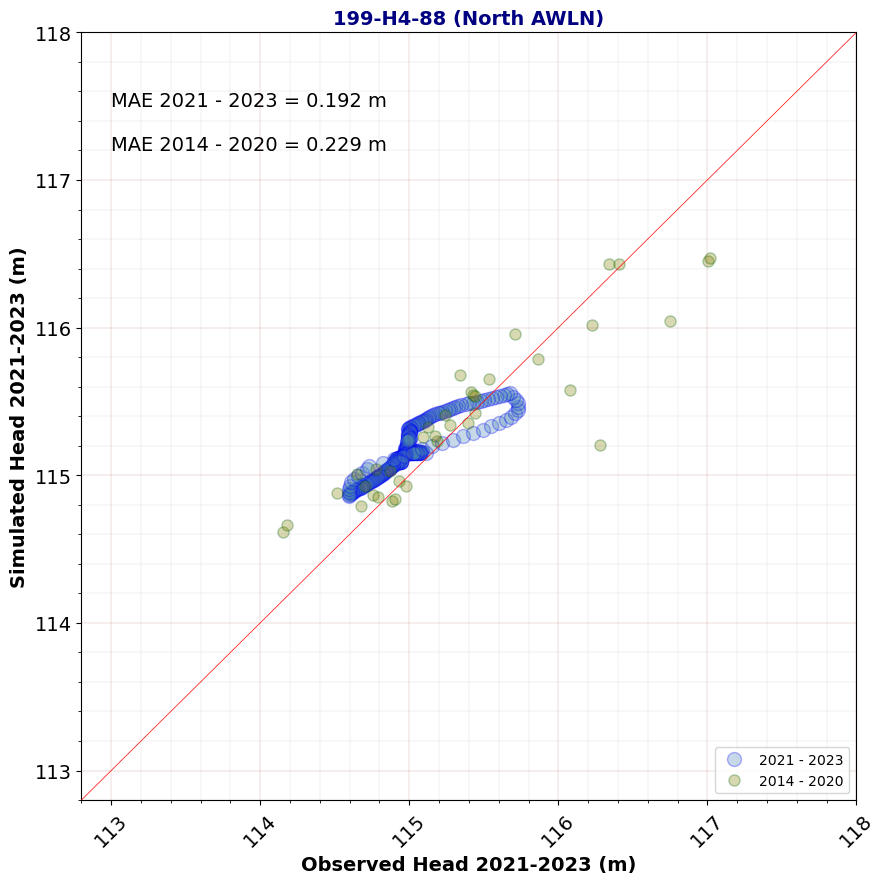 199-H4-88 (North AWLN)
118
MAE 2021 - 2023 = 0.192 m
MAE 2014 - 2020 = 0.229 m
117
116
115
114
113
Simulated Head 2021-2023 (m)
2021 - 2023
2014 - 2020
113
114
115
116
117
118
Observed Head 2021-2023 (m)